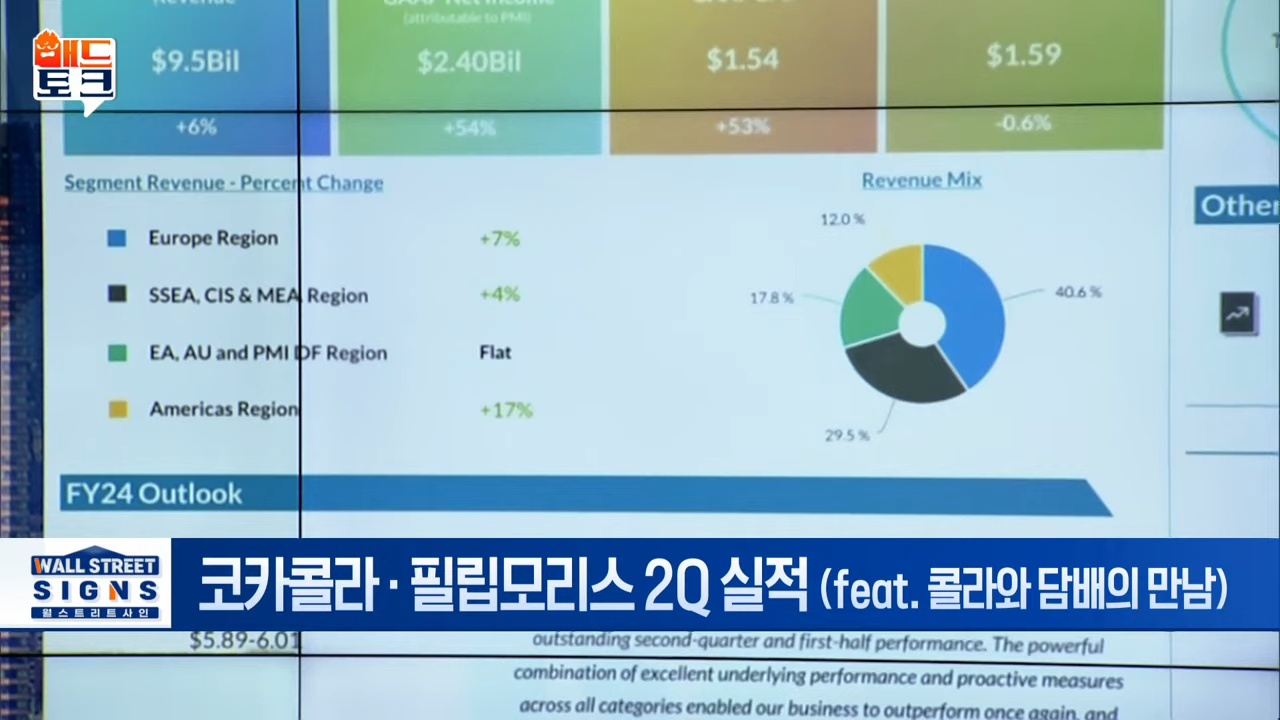 매드
토크
Revenue
GAAP Net Income
(attributable to PMI)
$9.5Bil
$2.40Bil
$1.54
$1.59
+6%
+54%
+53%
-0.6%
Segment Revenue - Percent Change
Revenue Mix
Other
Europe Region
+7%
SSEA, CIS & MEA Region
+4%
EA, AU and PMI DF Region
Flat
Americas Region
+17%
12.0 %
17.8 %
40.6 %
29.5 %
FY24 Outlook
WALL STREET
SIGNS
월스트리트사인
코카콜라·필립모리스 2Q 실적 (feat. 콜라와 담배의 만남)
$5.89-6.01
outstanding second-quarter and first-half performance. The powerful
combination of excellent underlying performance and proactive measures
across all categories enabled our business to outperform once again, and